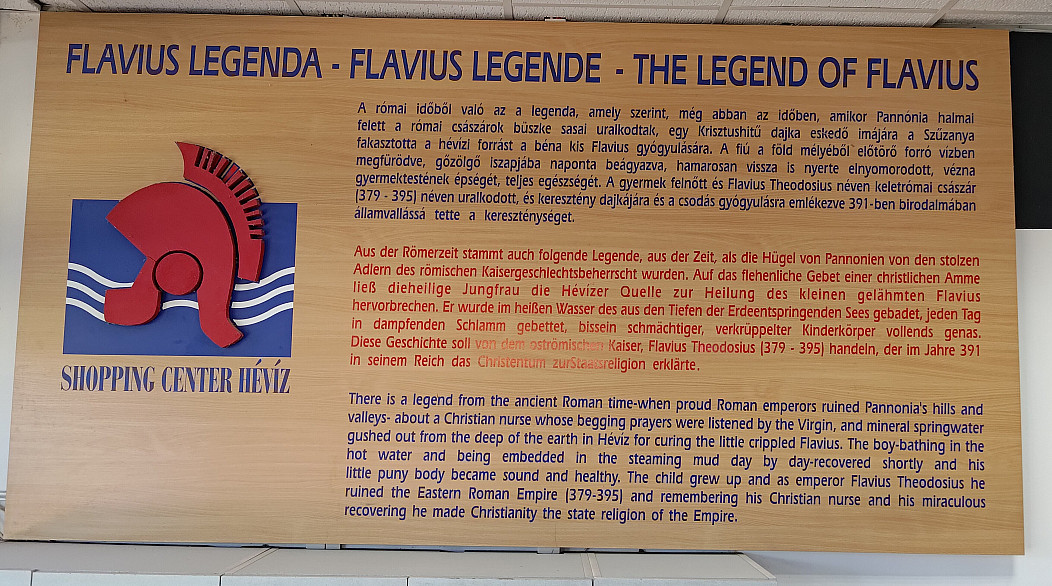 FLAVIUS LEGENDA - FLAVIUS LEGENDE - THE LEGEND OF FLAVIUS
A római időből való az a legenda, amely szerint, még abban az időben, amikor Pannónia halmai
felett a római császárok büszke sasai uralkodtak, egy Krisztushitű dajka eskedő imájára a Szűzanya
fakasztotta a hévízi forrást a béna kis Flavius gyógyulására. A fiú a föld mélyéből előtörő forró vízben
megfürödve, gőzölgő iszapjába naponta beágyazva, hamarosan vissza is nyerte elnyomorodott, vézna
gyermektestének épségét, teljes egészségét. A gyermek felnőtt és Flavius Theodosius néven keletrómai császár
(379 - 395) néven uralkodott, és keresztény dajkájára és a csodás gyógyulásra emlékezve 391-ben birodalmában
államvallássá tette a kereszténységet.
Aus der Römerzeit stammt auch folgende Legende, aus der Zeit, als die Hügel von Pannonien von den stolzen
Adlern des römischen Kaisergeschlechtsbeherrscht wurden. Auf das flehenliche Gebet einer christlichen Amme
ließ dieheillige Jungfrau die Hévízer Quelle zur Heilung des kleinen gelähmten Flavius
hervorbrechen. Er wurde im heißen Wasser des aus den Tiefen der Erdeentspringenden Sees gebadet, jeden Tag
in dampfenden Schlamm gebettet, bissein schmächtiger, verkrüppelter Kinderkörper vollends genas.
Diese Geschichte soll von dem oströmischen Kaiser, Flavius Theodosius (379 - 395) handeln, der im Jahre 391
in seinem Reich das Christentum zurStaatsreligion erklärte.
SHOPPING CENTER HÉVÍZ
There is a legend from the ancient Roman time-when proud Roman emperors ruined Pannonia's hills and
valleys- about a Christian nurse whose begging prayers were listened by the Virgin, and mineral springwater
gushed out from the deep of the earth in Hévíz for curing the little crippled Flavius. The boy-bathing in the
hot water and being embedded in the steaming mud day by day-recovered shortly and his
little puny body became sound and healthy. The child grew up and as emperor Flavius Theodosius he
ruined the Eastern Roman Empire (379-395) and remembering his Christian nurse and his miraculous
recovering he made Christianity the state religion of the Empire.